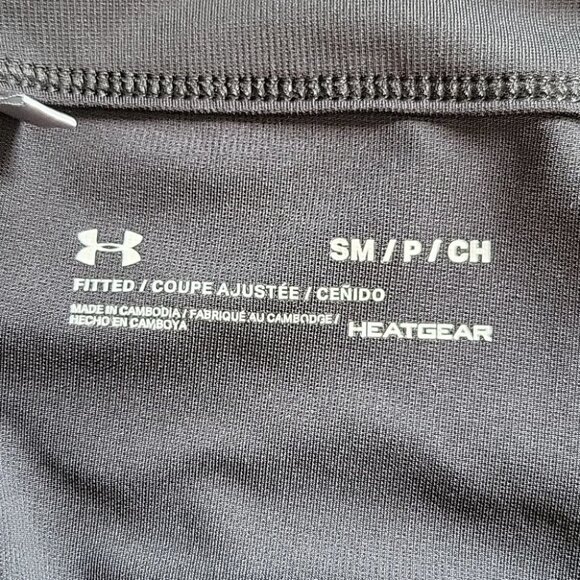 SM / P / CH
FITTED / COUPE AJUSTÉE / CEÑIDO
MADE IN CAMBODIA / FABRIQUÉ AU CAMBODGE /
HECHO EN CAMBOYA
HEATGEAR